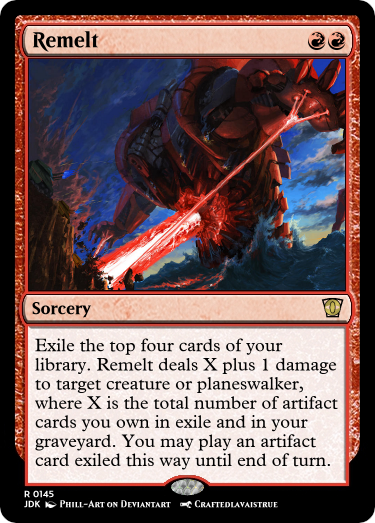 Remelt
Sorcery
Exile the top four cards of your
library. Remelt deals X plus 1 damage
to target creature or planeswalker,
where X is the total number of artifact
cards you own in exile and in your
graveyard. You may play an artifact
card exiled this way until end of turn.
R 0145
JDK Phill-Art on Deviantart Craftedlavaistrue